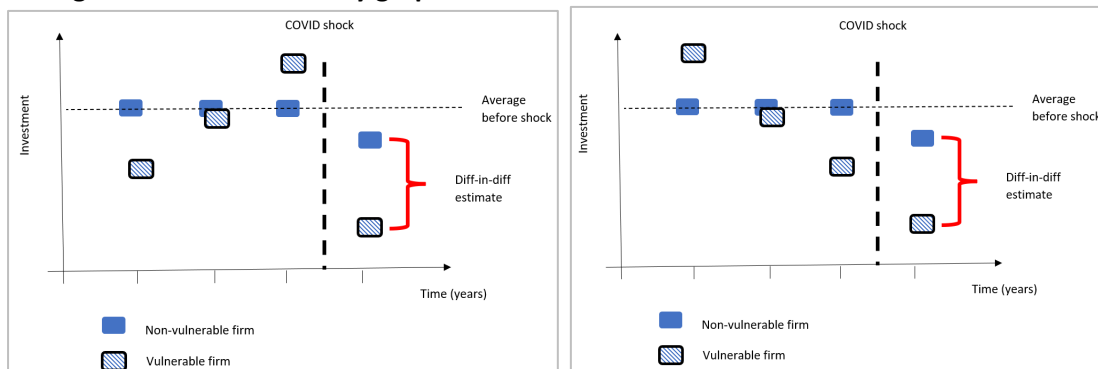 COVID shock
Investment
Average
before shock
Diff-in-diff
estimate
Time (years)
Non-vulnerable firm
Vulnerable firm
COVID shock
Investment
Average
before shock
Diff-in-diff
estimate
Time (years)
Non-vulnerable firm
Vulnerable firm